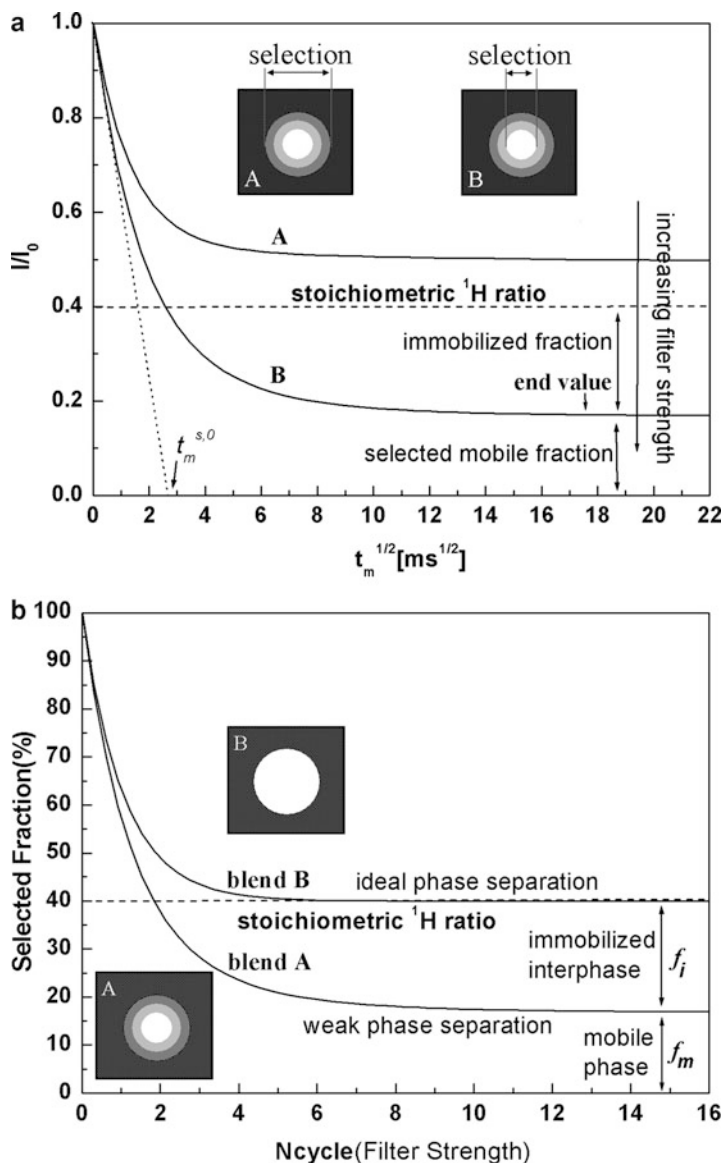 a
1.0
0.8
0.6
0.4
0.2
0.0
I/I₀
selection
selection
A
B
A
stoichiometric ¹H ratio
B
immobilized fraction
end value
selected mobile fraction
increasing filter strength
tₘˢ,⁰
0 2 4 6 8 10 12 14 16 18 20 22
tₘ¹/²[ms¹/²]
b
100
90
80
70
60
50
40
30
20
10
0
Selected Fraction(%)
B
blend B ideal phase separation
stoichiometric ¹H ratio
blend A
immobilized
interphase
fᵢ
A
weak phase separation
mobile
phase
fₘ
0 2 4 6 8 10 12 14 16
Ncycle(Filter Strength)